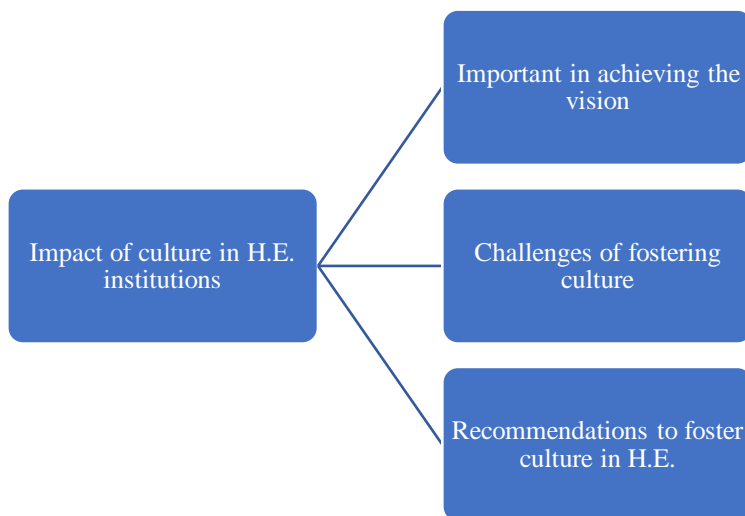 Important in achieving the
vision
Impact of culture in H.E.
institutions
Challenges of fostering
culture
Recommendations to foster
culture in H.E.